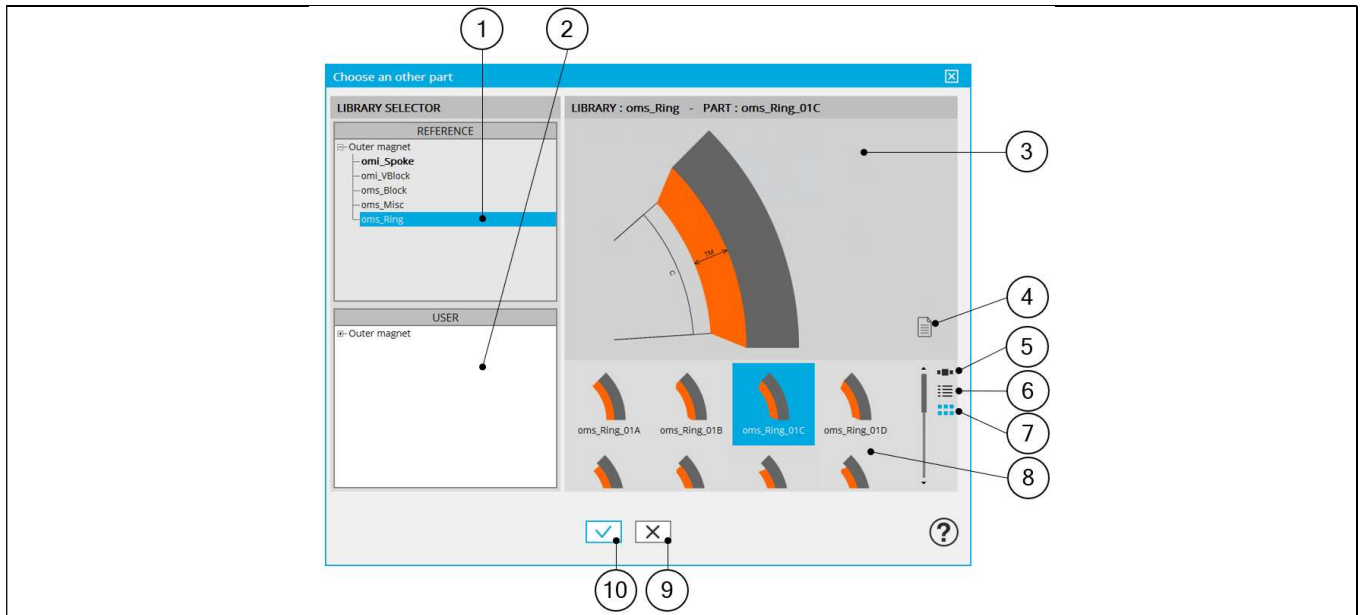 1
2
Choose an other part
LIBRARY SELECTOR
LIBRARY : oms_Ring - PART : oms_Ring_01C
REFERENCE
Outer magnet
omi_Spoke
omi_VBlock
oms_Block
oms_Misc
oms_Ring
USER
Outer magnet
TM
C
3
4
5
6
7
8
oms_Ring_01A oms_Ring_01B oms_Ring_01C oms_Ring_01D
?
10
9